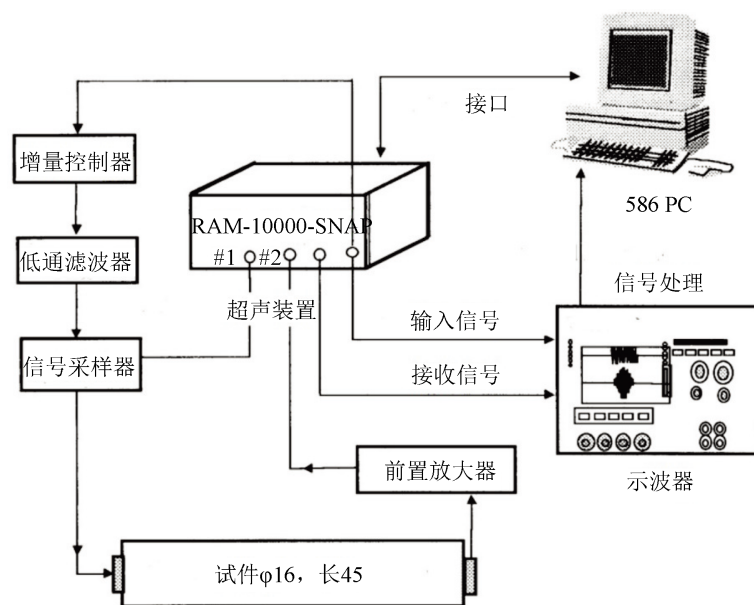 接口
增量控制器
586 PC
RAM-10000-SNAP
低通滤波器
#1 #2
信号处理
超声装置
输入信号
信号采样器
接收信号
前置放大器
示波器
试件φ16，长45